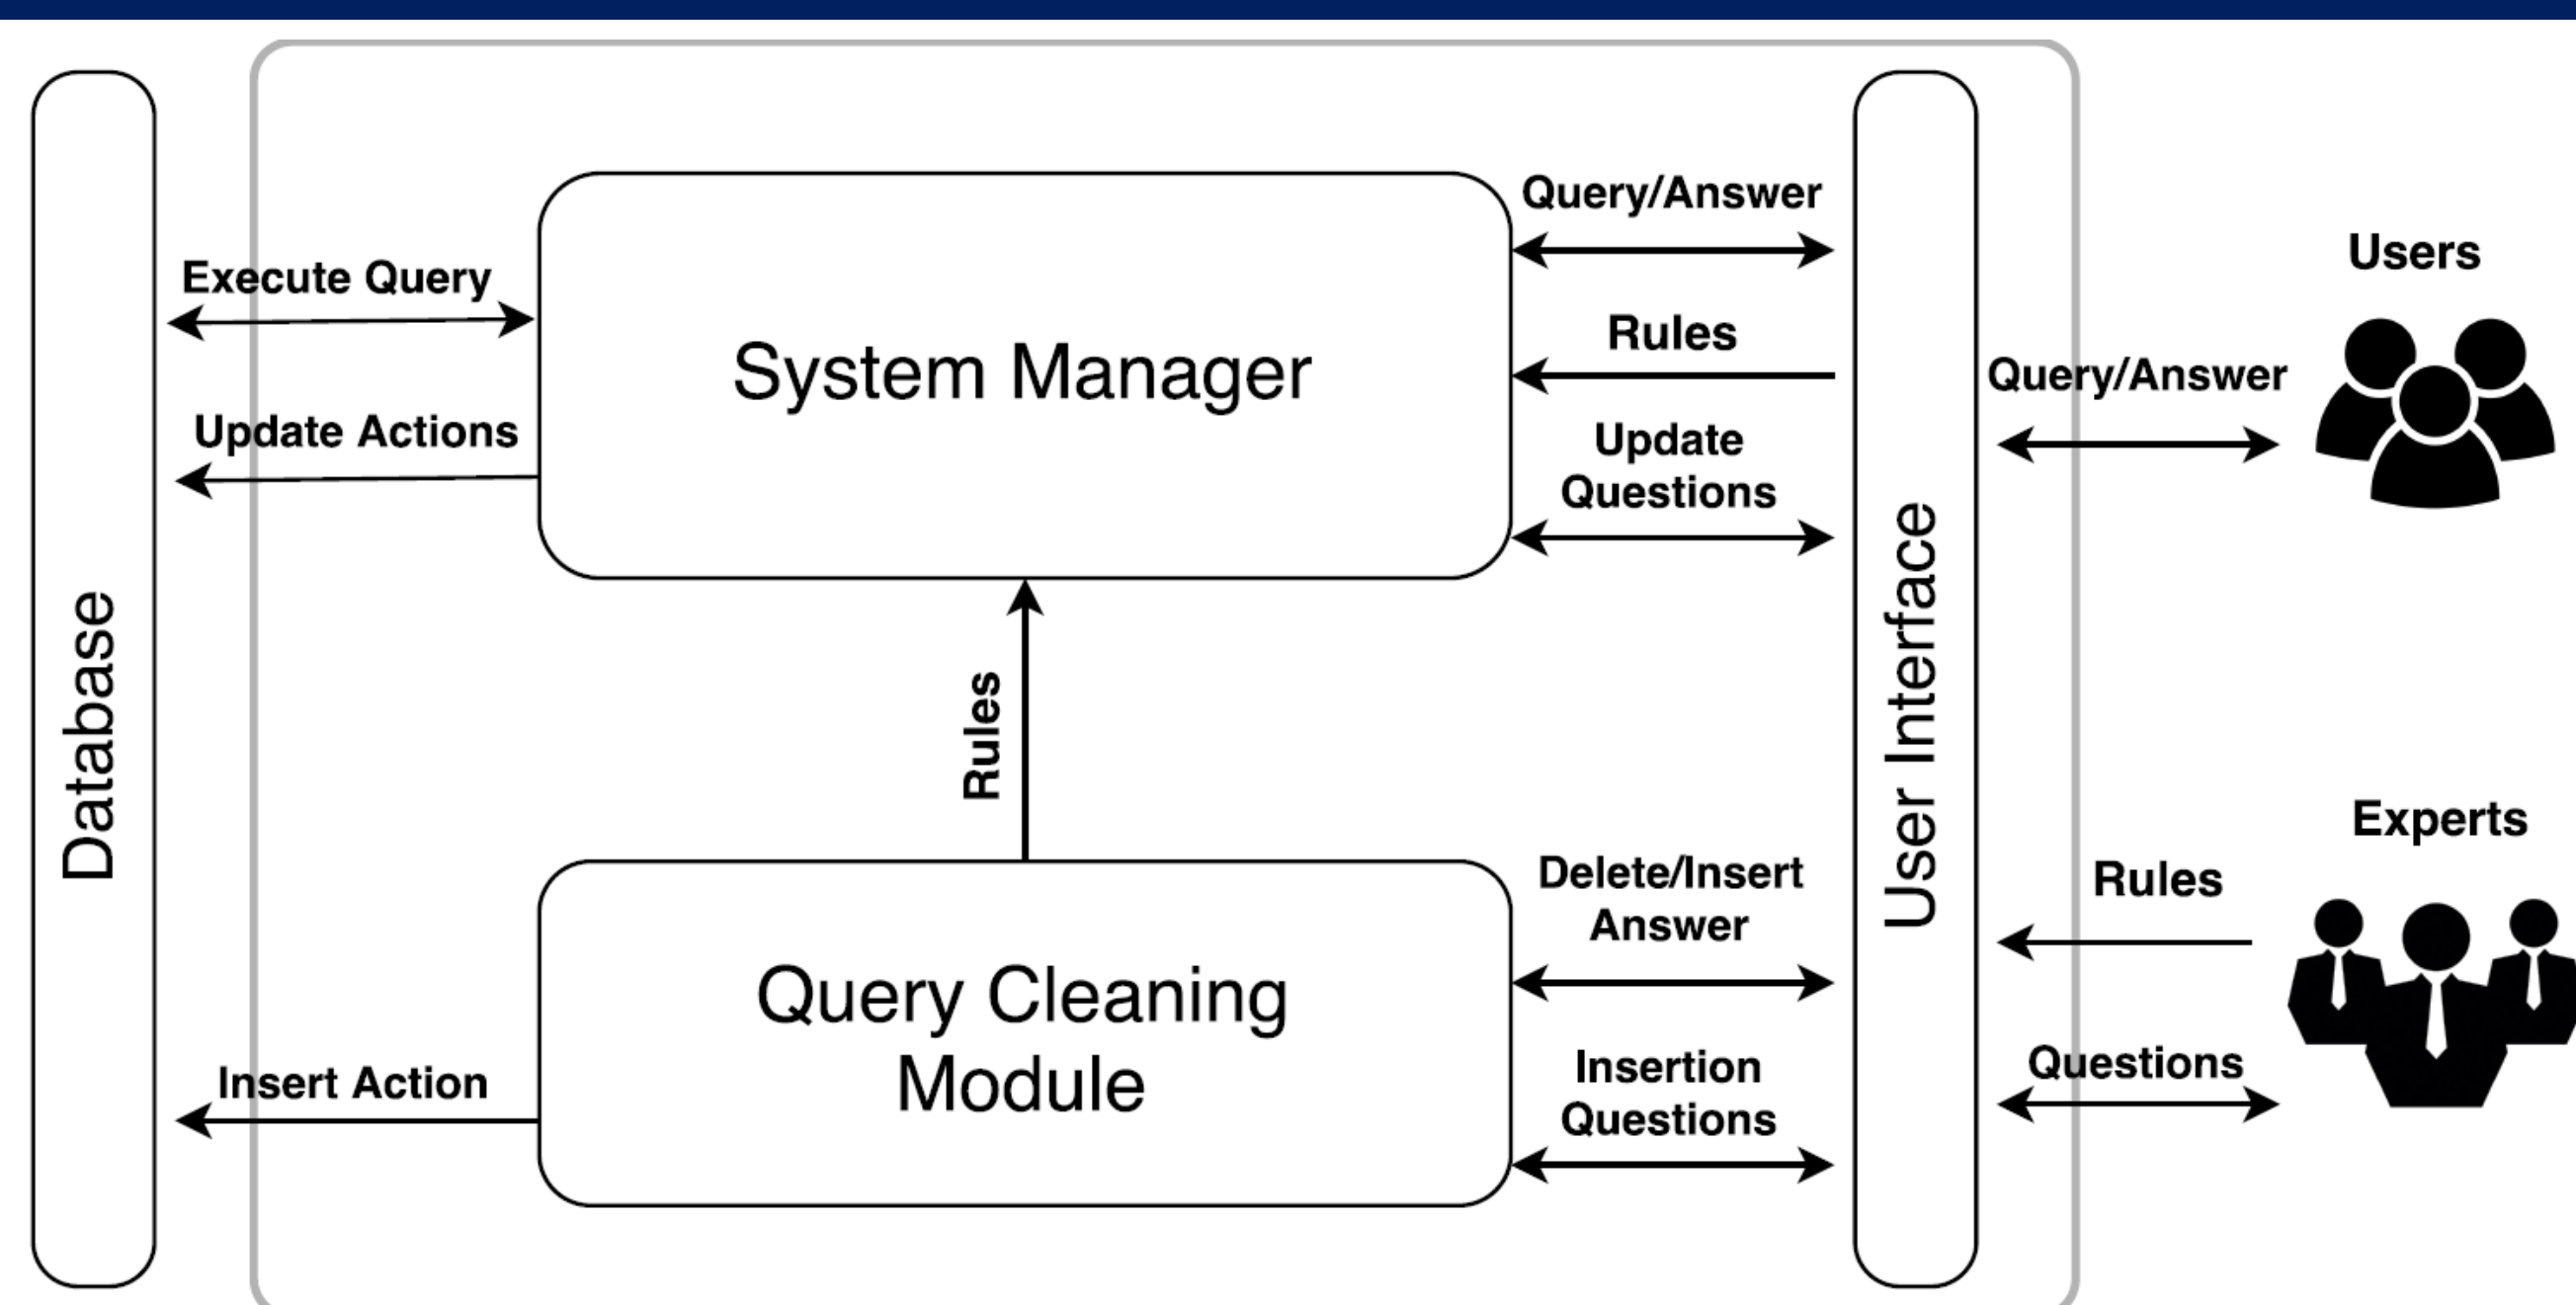 Database
Execute Query
Update Actions
Insert Action
System Manager
Rules
Query Cleaning
Module
Query/Answer
Rules
Update
Questions
Delete/Insert
Answer
Insertion
Questions
User Interface
Users
Query/Answer
Experts
Rules
Questions